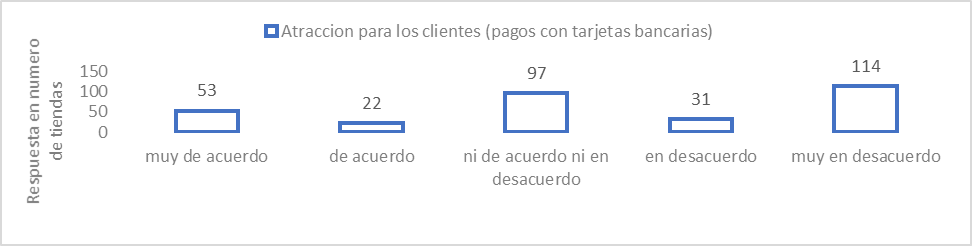 Atraccion para los clientes (pagos con tarjetas bancarias)
Respuesta en numero
de tiendas
150
100
50
0
53
22
97
31
114
muy de acuerdo
de acuerdo
ni de acuerdo ni en
desacuerdo
en desacuerdo
muy en desacuerdo